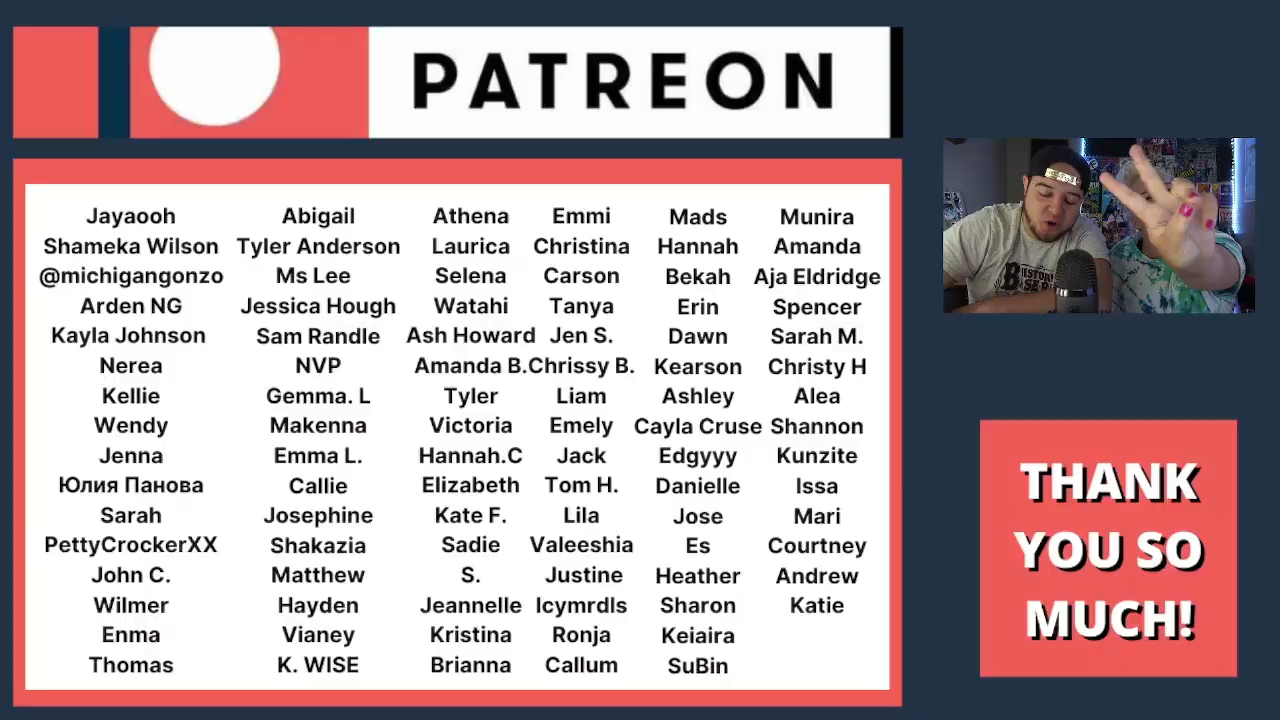 PATREON
Jayaooh
Shameka Wilson
@michigangonzo
Arden NG
Kayla Johnson
Nerea
Kellie
Wendy
Jenna
Юлия Панова
Sarah
PettyCrockerXX
John C.
Wilmer
Enma
Thomas
Abigail
Tyler Anderson
Ms Lee
Jessica Hough
Sam Randle
NVP
Gemma. L
Makenna
Emma L.
Callie
Josephine
Shakazia
Matthew
Hayden
Vianey
K. WISE
Athena
Laurica
Selena
Watahi
Ash Howard
Amanda B.
Tyler
Victoria
Hannah.C
Elizabeth
Kate F.
Sadie
S.
Jeannelle
Kristina
Brianna
Emmi
Christina
Carson
Tanya
Jen S.
Chrissy B.
Liam
Emely
Jack
Tom H.
Lila
Valeeshia
Justine
Icymrdls
Ronja
Callum
Mads
Hannah
Bekah
Erin
Dawn
Kearson
Ashley
Cayla Cruse
Edgyyy
Danielle
Jose
Es
Heather
Sharon
Keiaira
SuBin
Munira
Amanda
Aja Eldridge
Spencer
Sarah M.
Christy H
Alea
Shannon
Kunzite
Issa
Mari
Courtney
Andrew
Katie
THANK
YOU SO
MUCH!